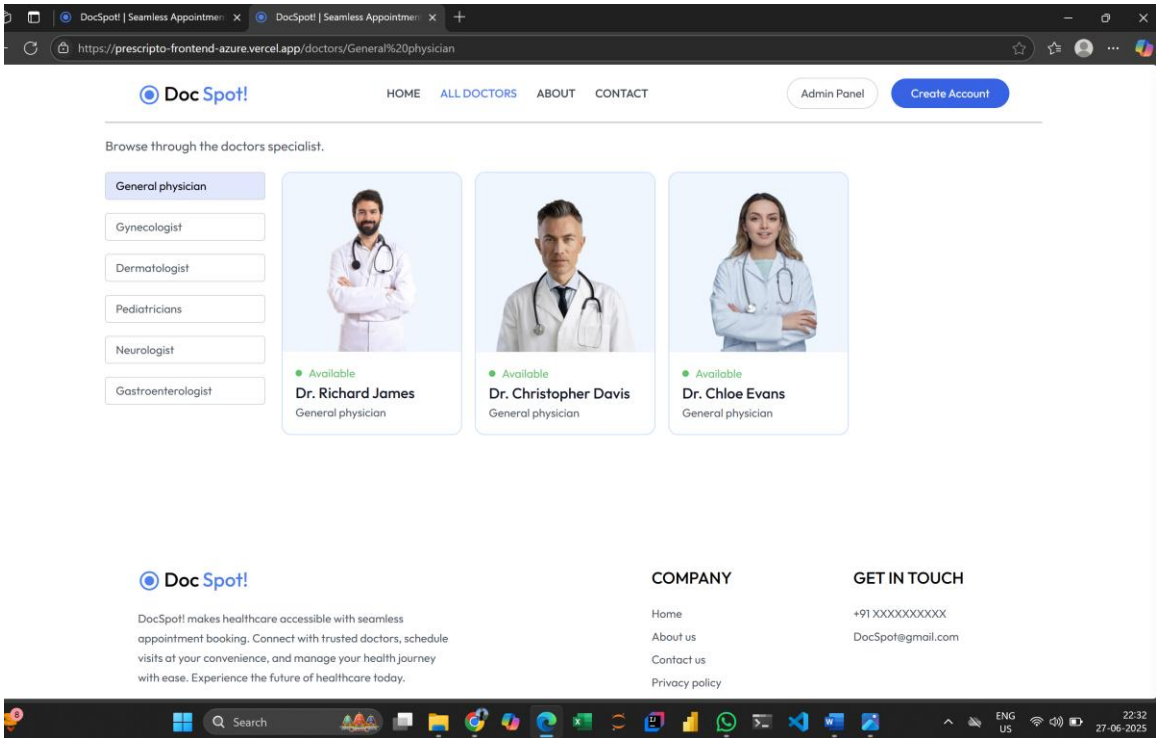 DocSpot! | Seamless Appointmen
DocSpot! | Seamless Appointmen
https://prescripto-frontend-azure.vercel.app/doctors/General%20physician
Doc Spot!
HOME
ALL DOCTORS
ABOUT
CONTACT
Admin Panel
Create Account
Browse through the doctors specialist.
General physician
Gynecologist
Dermatologist
Pediatricians
Neurologist
Gastroenterologist
Available
Dr. Richard James
General physician
Available
Dr. Christopher Davis
General physician
Available
Dr. Chloe Evans
General physician
Doc Spot!
DocSpot! makes healthcare accessible with seamless
appointment booking. Connect with trusted doctors, schedule
visits at your convenience, and manage your health journey
with ease. Experience the future of healthcare today.
COMPANY
Home
About us
Contact us
Privacy policy
GET IN TOUCH
+91 XXXXXXXXXX
DocSpot@gmail.com
8
Search
ENG
US
22:32
27-06-2025